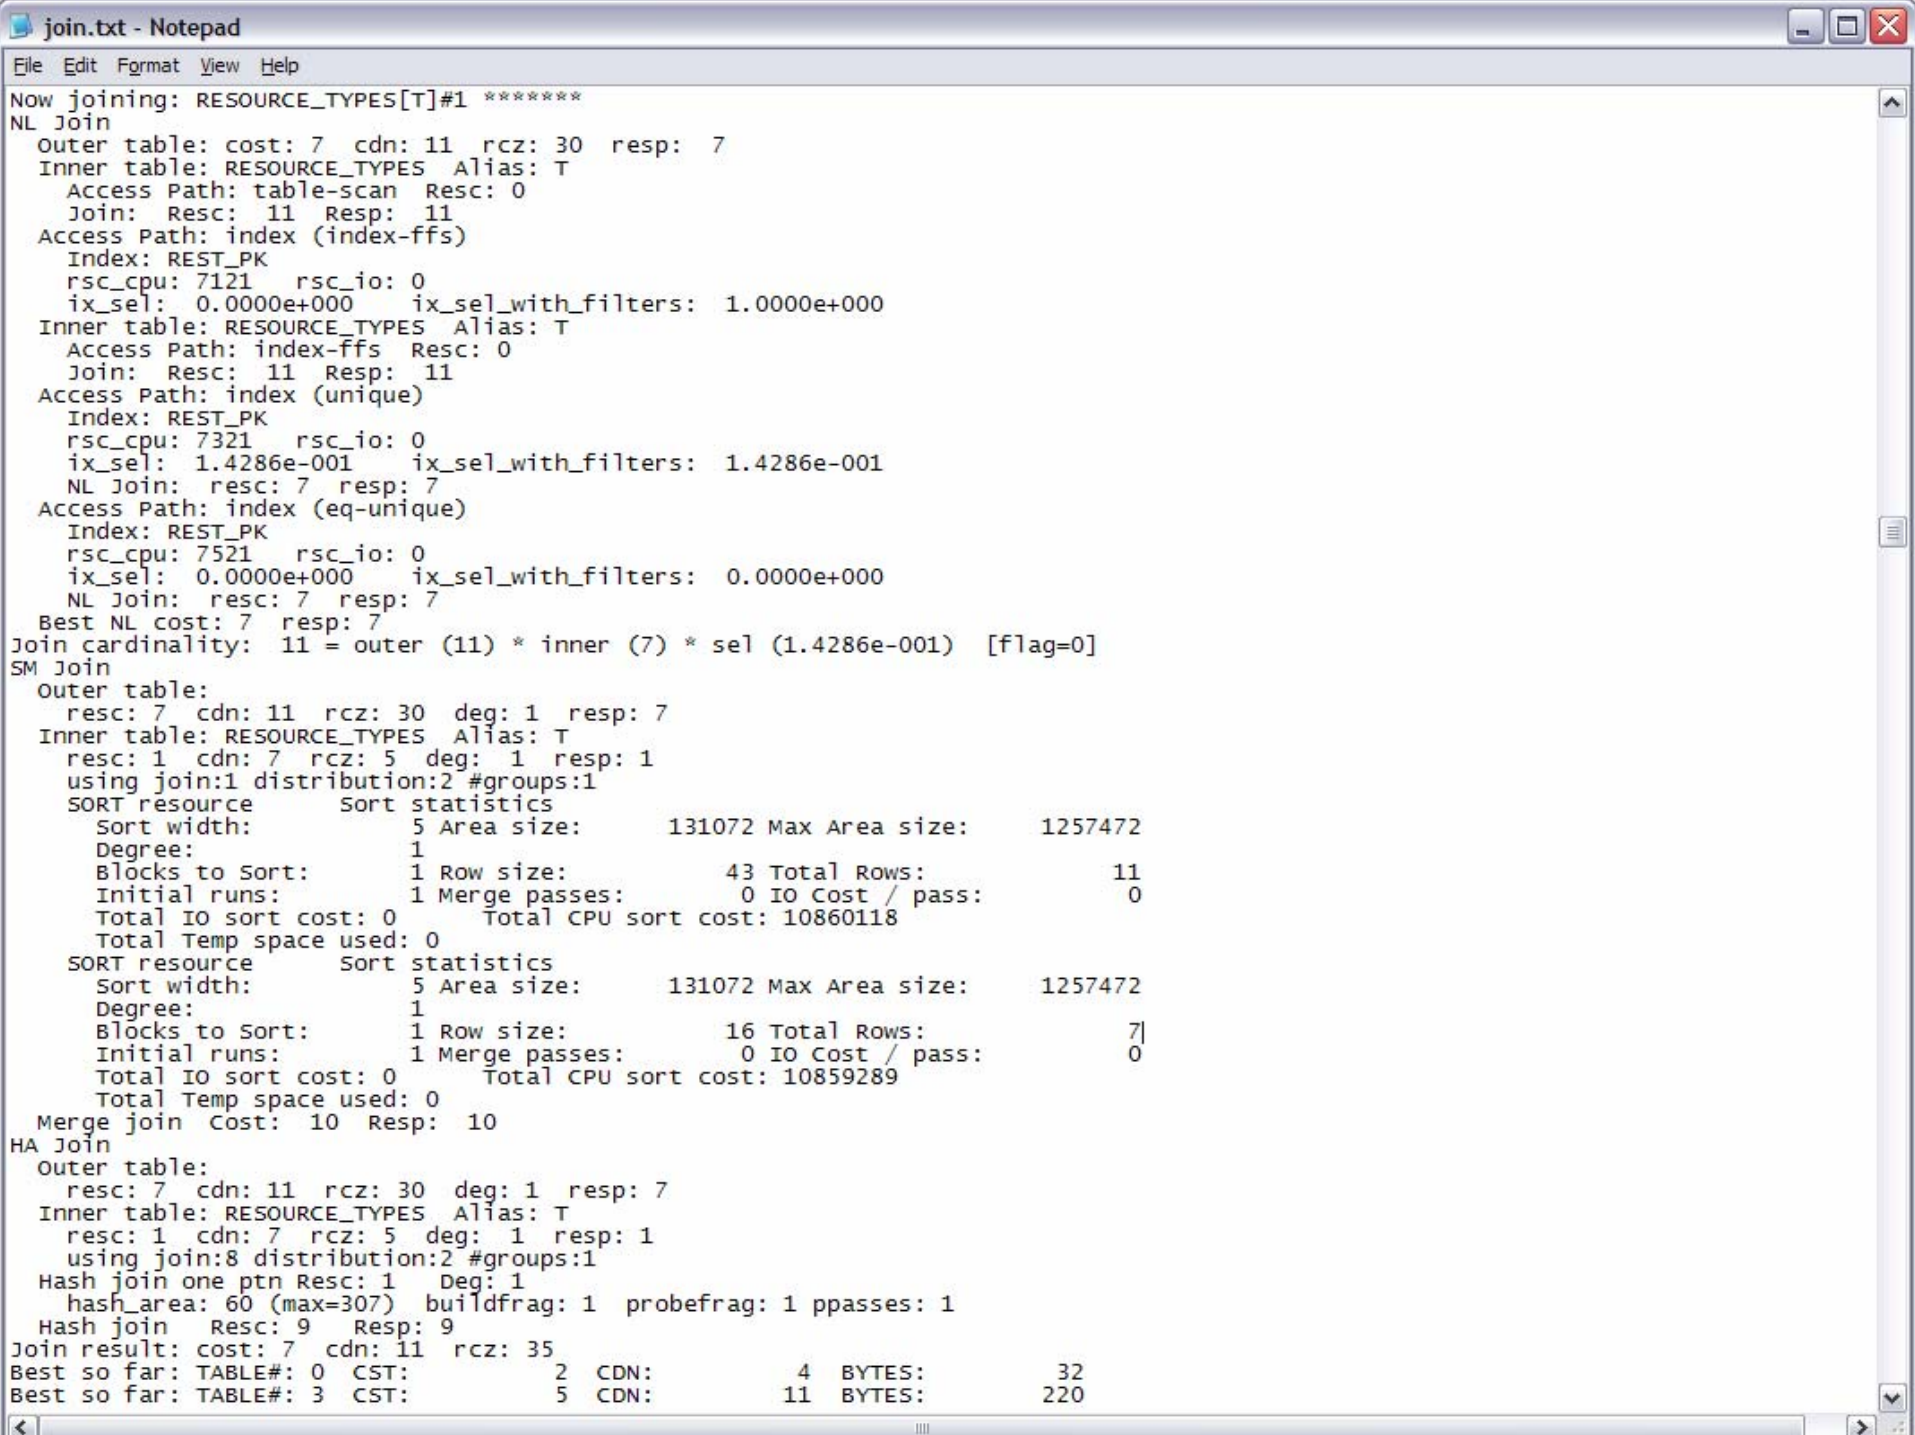 join.txt - Notepad
File Edit Format View Help
Now joining: RESOURCE_TYPES[T]#1 *******
NL Join
  Outer table: cost: 7  cdn: 11  rcz: 30  resp:  7
  Inner table: RESOURCE_TYPES  Alias: T
    Access Path: table-scan  Resc: 0
    Join:  Resc:  11  Resp:  11
  Access Path: index (index-ffs)
    Index: REST_PK
    rsc_cpu: 7121   rsc_io: 0
    ix_sel:  0.0000e+000    ix_sel_with_filters:  1.0000e+000
  Inner table: RESOURCE_TYPES  Alias: T
    Access Path: index-ffs  Resc: 0
    Join:  Resc:  11  Resp:  11
  Access Path: index (unique)
    Index: REST_PK
    rsc_cpu: 7321   rsc_io: 0
    ix_sel:  1.4286e-001    ix_sel_with_filters:  1.4286e-001
    NL Join:  resc: 7  resp: 7
  Access Path: index (eq-unique)
    Index: REST_PK
    rsc_cpu: 7521   rsc_io: 0
    ix_sel:  0.0000e+000    ix_sel_with_filters:  0.0000e+000
    NL Join:  resc: 7  resp: 7
  Best NL cost: 7  resp: 7
Join cardinality:  11 = outer (11) * inner (7) * sel (1.4286e-001)  [flag=0]
SM Join
  Outer table:
    resc: 7  cdn: 11  rcz: 30  deg: 1  resp: 7
  Inner table: RESOURCE_TYPES  Alias: T
    resc: 1  cdn: 7  rcz: 5  deg:  1  resp: 1
    using join:1 distribution:2 #groups:1
    SORT resource      Sort statistics
      Sort width:           5 Area size:      131072 Max Area size:     1257472
      Degree:               1
      Blocks to Sort:       1 Row size:           43 Total Rows:             11
      Initial runs:         1 Merge passes:        0 IO Cost / pass:          0
      Total IO sort cost: 0      Total CPU sort cost: 10860118
      Total Temp space used: 0
    SORT resource      Sort statistics
      Sort width:           5 Area size:      131072 Max Area size:     1257472
      Degree:               1
      Blocks to Sort:       1 Row size:           16 Total Rows:              7
      Initial runs:         1 Merge passes:        0 IO Cost / pass:          0
      Total IO sort cost: 0      Total CPU sort cost: 10859289
      Total Temp space used: 0
  Merge join  Cost:  10  Resp:  10
HA Join
  Outer table:
    resc: 7  cdn: 11  rcz: 30  deg: 1  resp: 7
  Inner table: RESOURCE_TYPES  Alias: T
    resc: 1  cdn: 7  rcz: 5  deg:  1  resp: 1
    using join:8 distribution:2 #groups:1
  Hash join one ptn Resc: 1   Deg: 1
    hash_area: 60 (max=307)  buildfrag: 1  probefrag: 1 ppasses: 1
  Hash join   Resc: 9   Resp: 9
Join result: cost: 7  cdn: 11  rcz: 35
Best so far: TABLE#: 0  CST:          2  CDN:          4  BYTES:         32
Best so far: TABLE#: 3  CST:          5  CDN:         11  BYTES:        220